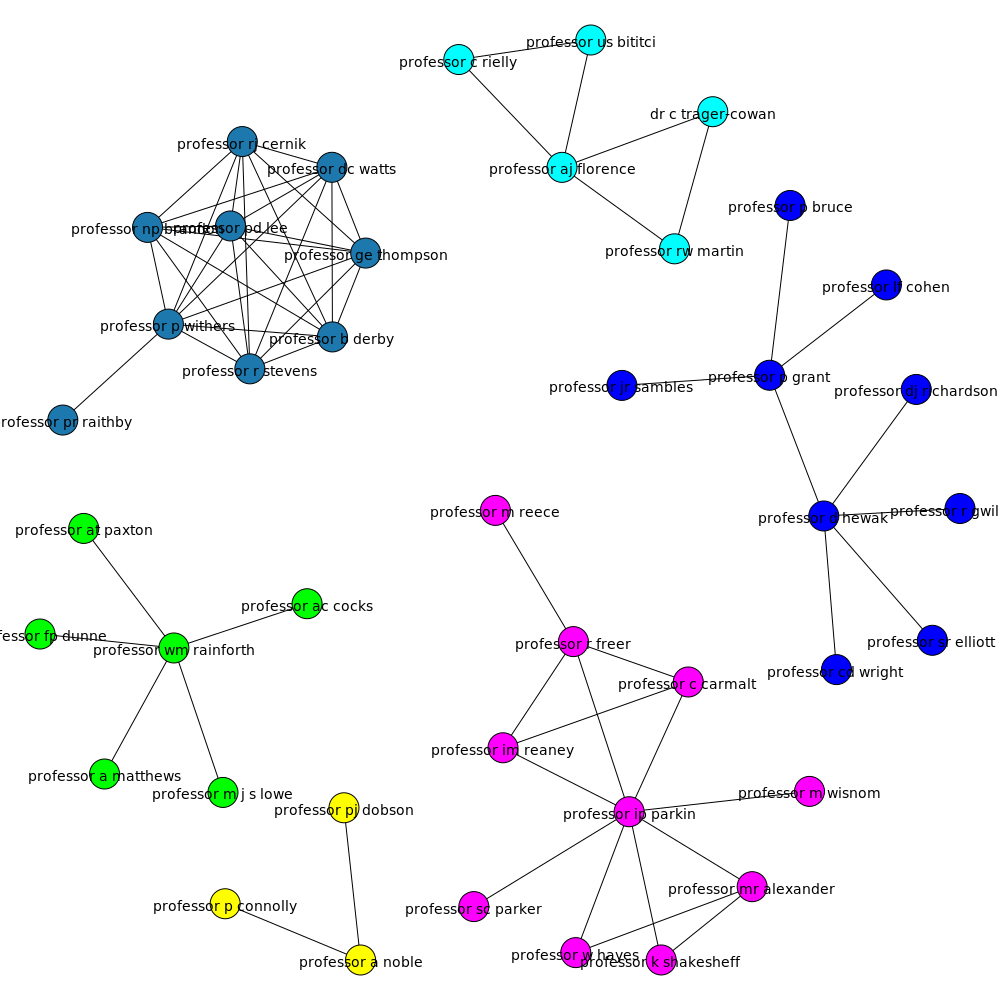 professor us bititci
professor c rielly
dr c trager-cowan
professor rj cernik
professor dc watts
professor aj florence
professor p bruce
professor np brandon
professor pd lee
professor rw martin
professor ge thompson
professor lf cohen
professor p withers
professor b derby
professor r stevens
professor p grant
professor jr sambles
professor dj richardson
rofessor pr raithby
professor m reece
professor r gwil
professor d hewak
professor at paxton
professor ac cocks
fessor fp dunne
professor wm rainforth
professor r freer
professor sr elliott
professor cd wright
professor c carmalt
professor im reaney
professor a matthews
professor m j s lowe
professor m wisnom
professor pj dobson
professor ip parkin
professor mr alexander
professor p connolly
professor sc parker
professor w hayes
professor k shakesheff
professor a noble